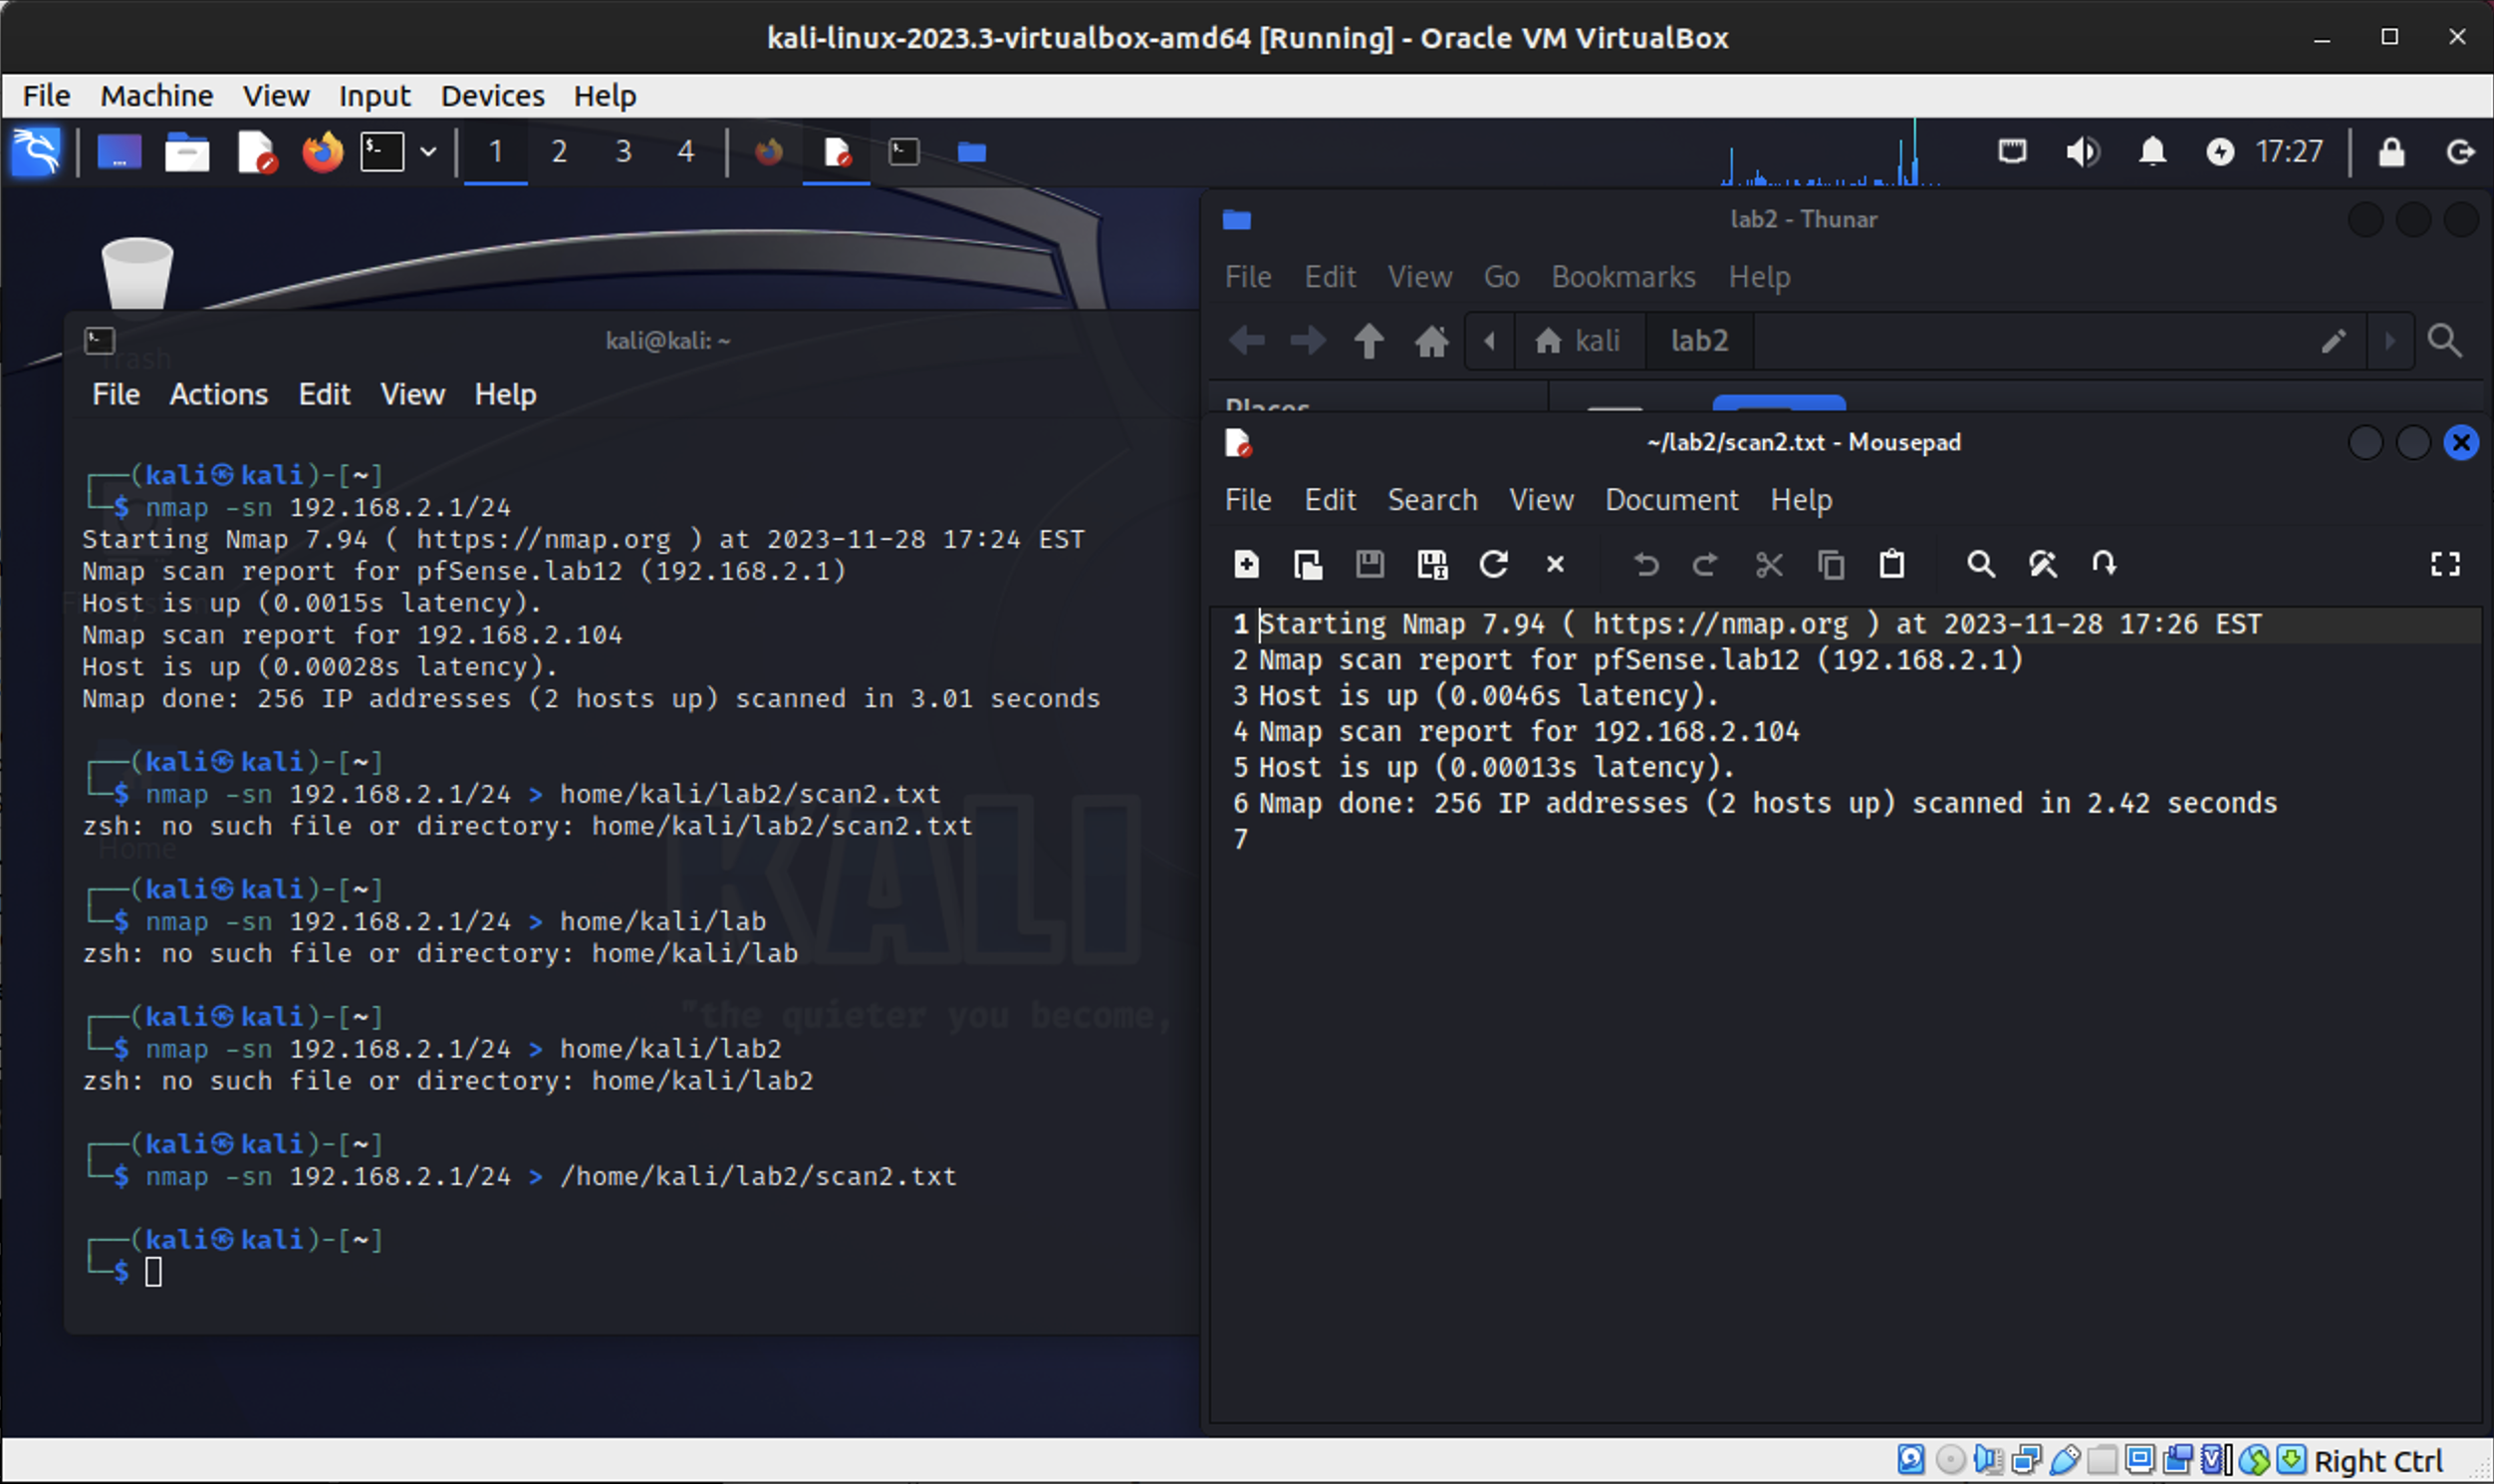 kali-linux-2023.3-virtualbox-amd64 [Running] - Oracle VM VirtualBox
File Machine View Input Devices Help
1 2 3 4 17:27
Trash
Home
kali@kali: ~
File Actions Edit View Help
┌──(kali㉿kali)-[~]
└─$ nmap -sn 192.168.2.1/24
Starting Nmap 7.94 ( https://nmap.org ) at 2023-11-28 17:24 EST
Nmap scan report for pfSense.lab12 (192.168.2.1)
Host is up (0.0015s latency).
Nmap scan report for 192.168.2.104
Host is up (0.00028s latency).
Nmap done: 256 IP addresses (2 hosts up) scanned in 3.01 seconds
┌──(kali㉿kali)-[~]
└─$ nmap -sn 192.168.2.1/24 > home/kali/lab2/scan2.txt
zsh: no such file or directory: home/kali/lab2/scan2.txt
┌──(kali㉿kali)-[~]
└─$ nmap -sn 192.168.2.1/24 > home/kali/lab
zsh: no such file or directory: home/kali/lab
┌──(kali㉿kali)-[~]
└─$ nmap -sn 192.168.2.1/24 > home/kali/lab2
zsh: no such file or directory: home/kali/lab2
┌──(kali㉿kali)-[~]
└─$ nmap -sn 192.168.2.1/24 > /home/kali/lab2/scan2.txt
┌──(kali㉿kali)-[~]
└─$
KALI
"the quieter you become,
lab2 - Thunar
File Edit View Go Bookmarks Help
kali lab2
Places
~/lab2/scan2.txt - Mousepad
File Edit Search View Document Help
1 Starting Nmap 7.94 ( https://nmap.org ) at 2023-11-28 17:26 EST
2 Nmap scan report for pfSense.lab12 (192.168.2.1)
3 Host is up (0.0046s latency).
4 Nmap scan report for 192.168.2.104
5 Host is up (0.00013s latency).
6 Nmap done: 256 IP addresses (2 hosts up) scanned in 2.42 seconds
7
Right Ctrl